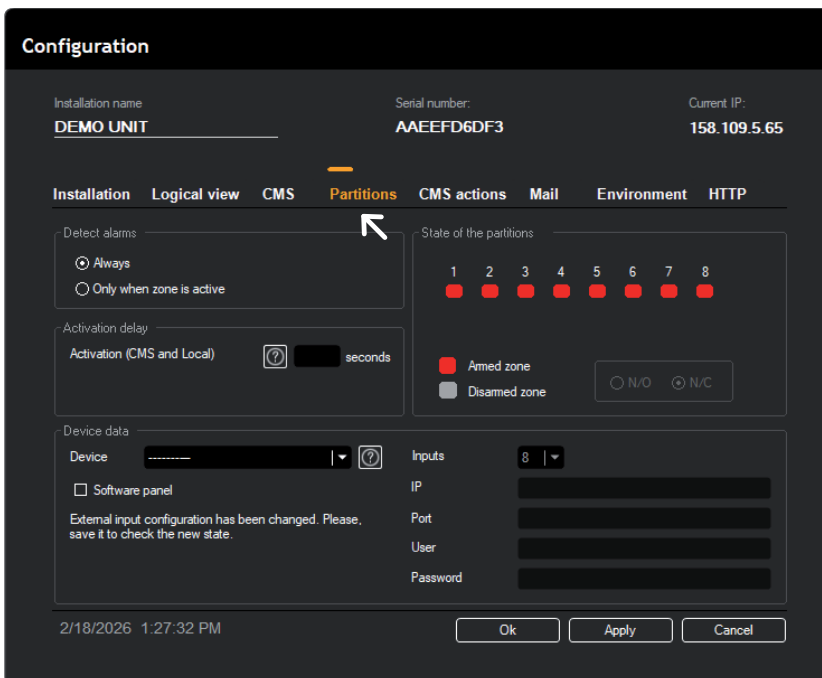 Configuration
Installation name
Serial number:
Current IP:
DEMO UNIT
AAEEFD6DF3
158.109.5.65
Installation Logical view CMS Partitions CMS actions Mail Environment HTTP
Detect alarms
Always
Only when zone is active
Activation delay
Activation (CMS and Local) ? seconds
State of the partitions
1 2 3 4 5 6 7 8
Armed zone
Disarmed zone
N/O N/C
Device data
Device --------- ?
Software panel
External input configuration has been changed. Please,
save it to check the new state.
Inputs 8
IP
Port
User
Password
2/18/2026 1:27:32 PM
Ok Apply Cancel